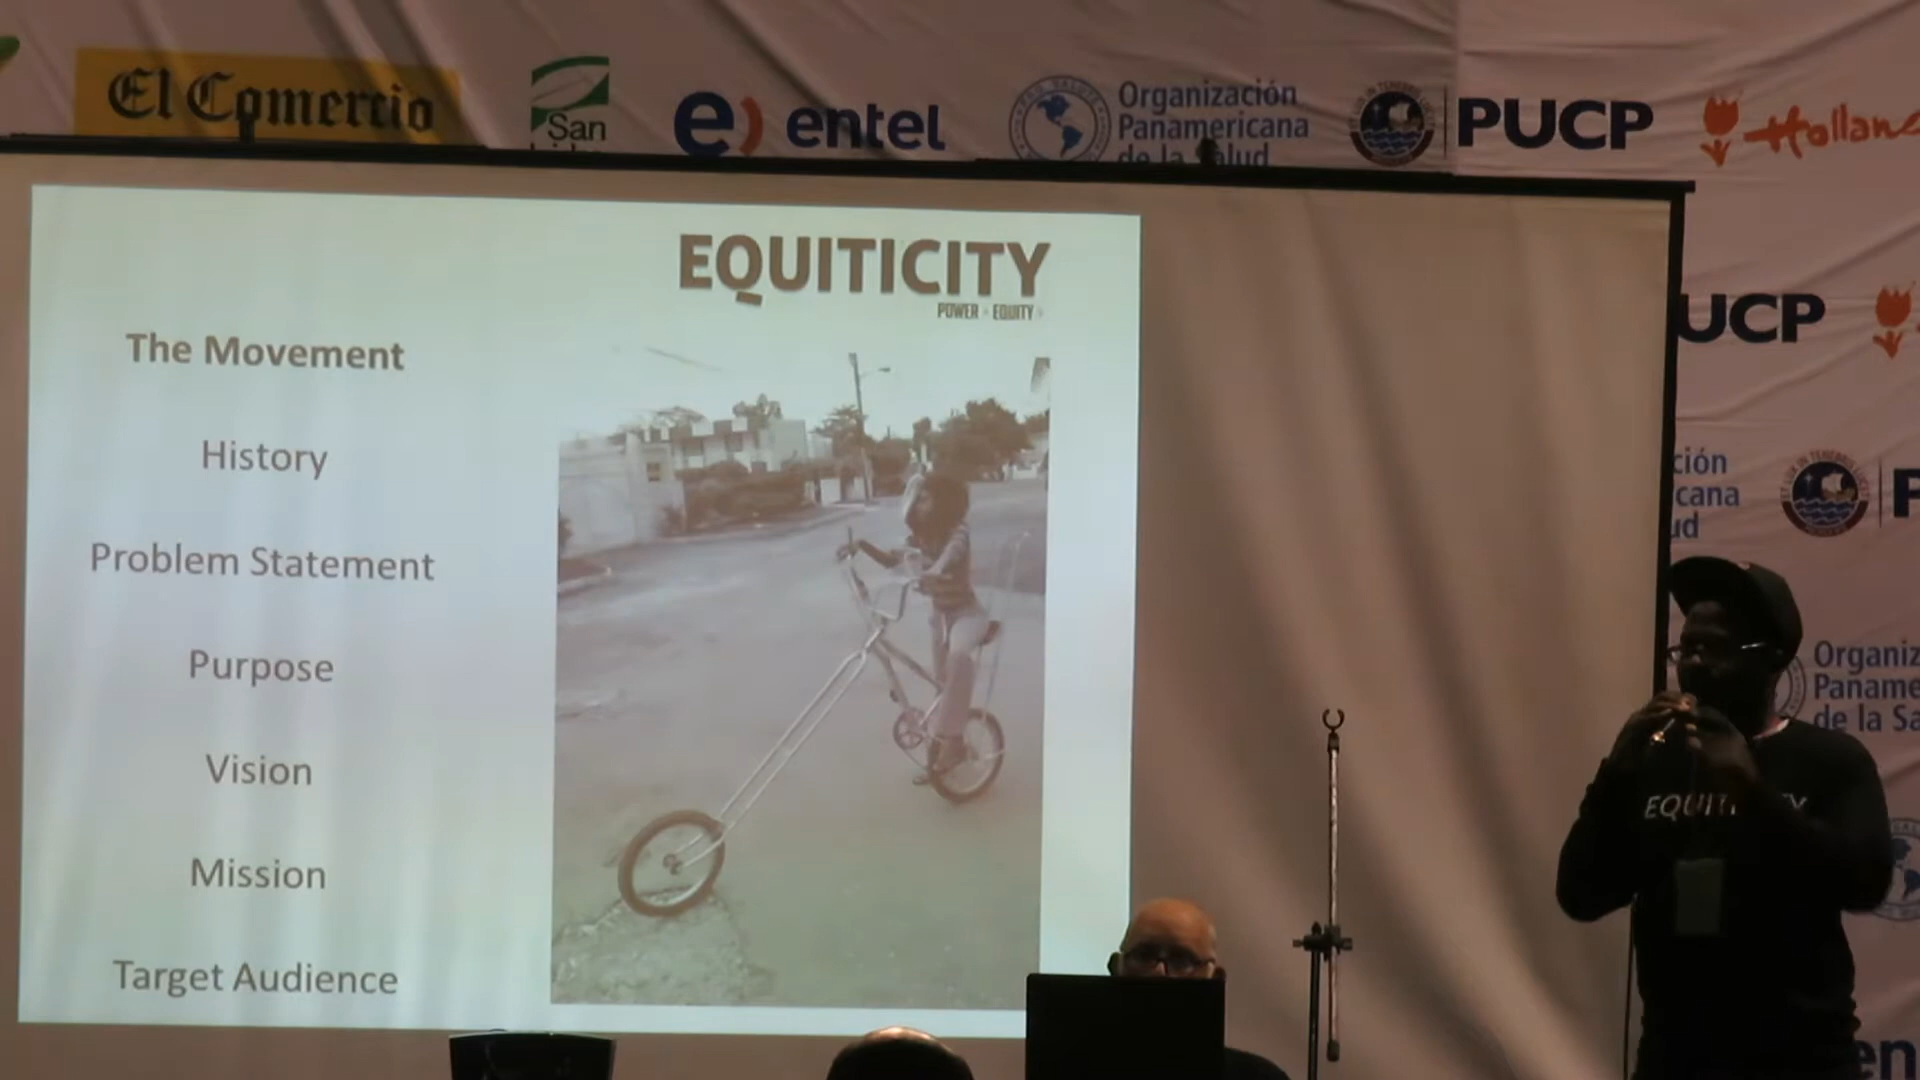 El Comercio
San
entel
Organización
Panamericana
de la Salud
PUCP
EQUITICITY
POWER EQUITY
The Movement
History
Problem Statement
Purpose
Vision
Mission
Target Audience
UCP
ción
cana
ud
P
Organiz
Paname
de la Sa
en